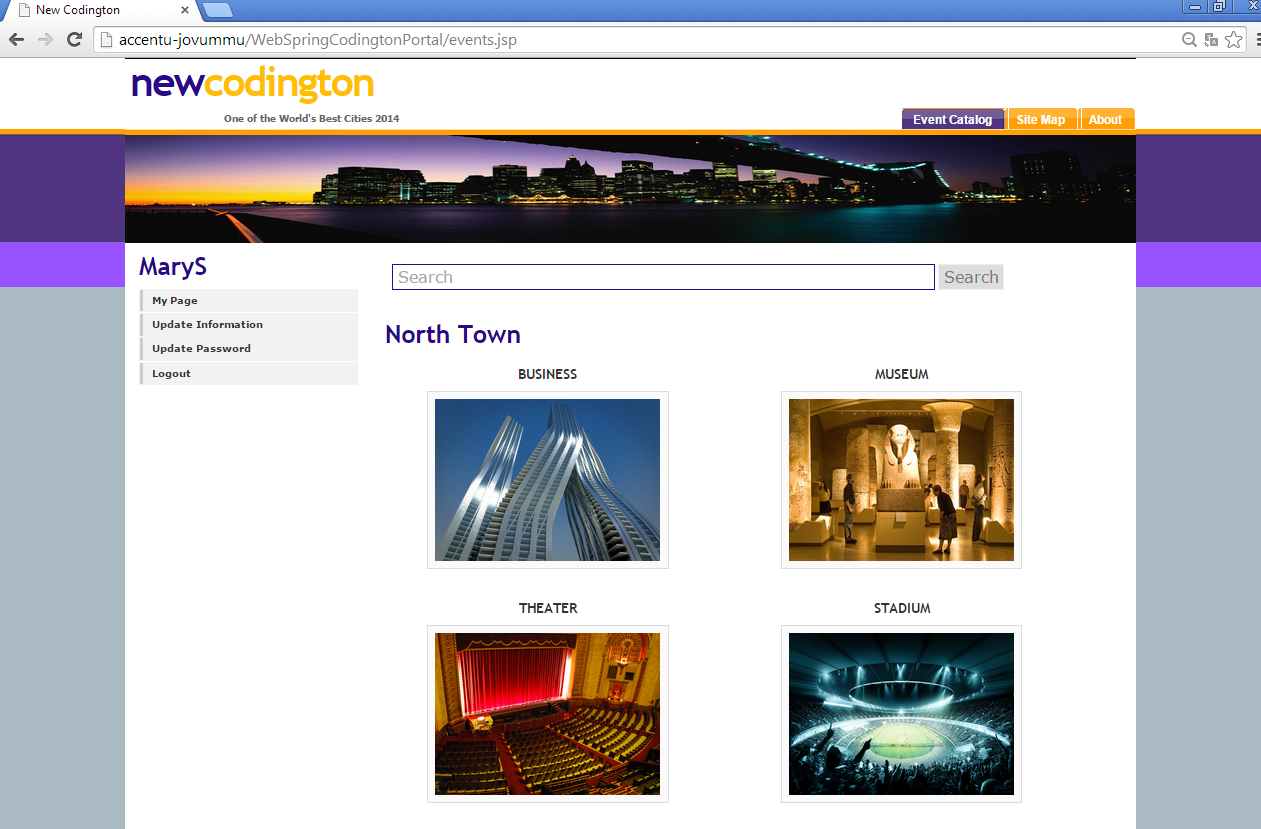 New Codington
accentu-jovummu/WebSpringCodingtonPortal/events.jsp
newcodington
One of the World's Best Cities 2014
Event Catalog
Site Map
About
MaryS
My Page
Update Information
Update Password
Logout
Search Search
North Town
BUSINESS
MUSEUM
THEATER
STADIUM